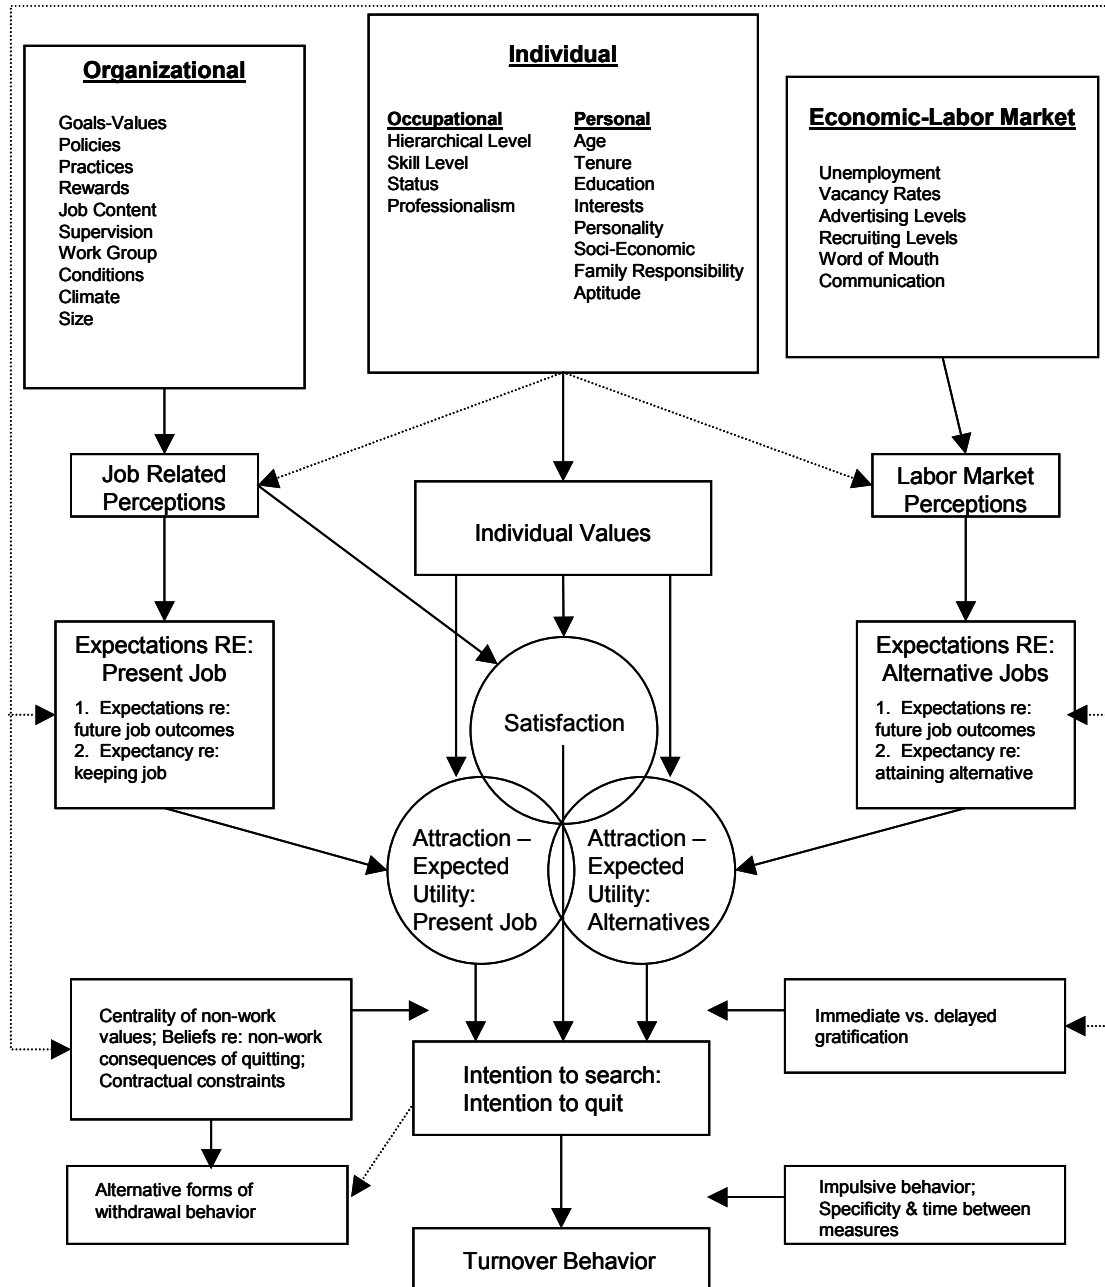 Organizational
Goals-Values
Policies
Practices
Rewards
Job Content
Supervision
Work Group
Conditions
Climate
Size
Individual
Occupational
Hierarchical Level
Skill Level
Status
Professionalism
Personal
Age
Tenure
Education
Interests
Personality
Soci-Economic
Family Responsibility
Aptitude
Economic-Labor Market
Unemployment
Vacancy Rates
Advertising Levels
Recruiting Levels
Word of Mouth
Communication
Job Related
Perceptions
Individual Values
Labor Market
Perceptions
Expectations RE:
Present Job
1. Expectations re:
future job outcomes
2. Expectancy re:
keeping job
Satisfaction
Expectations RE:
Alternative Jobs
1. Expectations re:
future job outcomes
2. Expectancy re:
attaining alternative
Attraction –
Expected
Utility:
Present Job
Attraction –
Expected
Utility:
Alternatives
Centrality of non-work
values; Beliefs re: non-work
consequences of quitting;
Contractual constraints
Immediate vs. delayed
gratification
Intention to search:
Intention to quit
Alternative forms of
withdrawal behavior
Impulsive behavior;
Specificity & time between
measures
Turnover Behavior